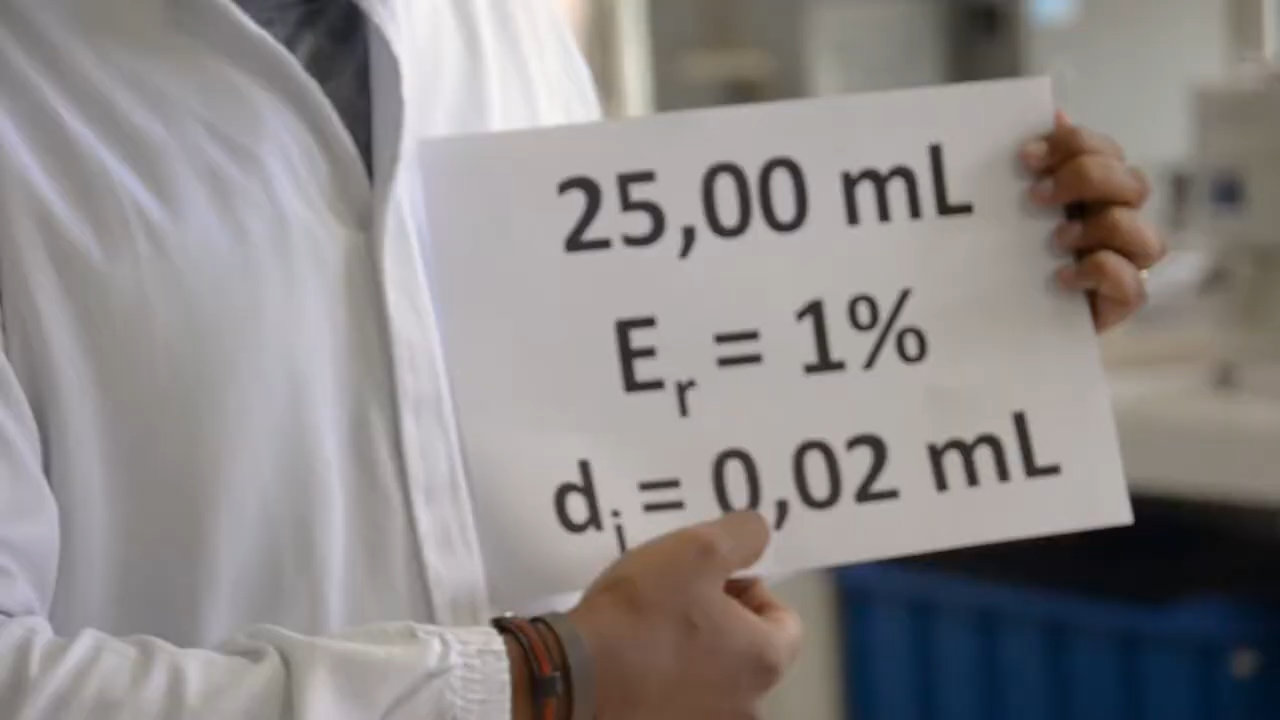 25,00 mL
Er = 1%
di = 0,02 mL